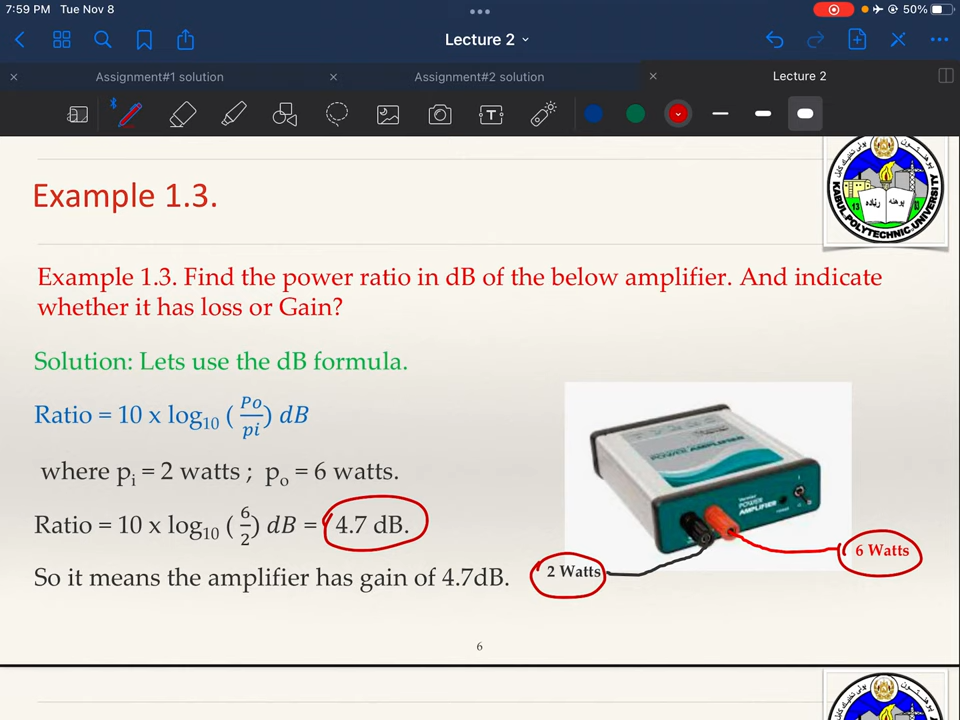 7:59 PM Tue Nov 8
50%
Lecture 2
Assignment#1 solution
Assignment#2 solution
Lecture 2
T
Example 1.3.
KABUL POLYTECHNIC UNIVERSITY
Example 1.3. Find the power ratio in dB of the below amplifier. And indicate
whether it has loss or Gain?
Solution: Lets use the dB formula.
Ratio = 10 x log₁₀ (Po/pi) dB
where pᵢ = 2 watts ; pₒ = 6 watts.
Ratio = 10 x log₁₀ (6/2) dB = 4.7 dB.
So it means the amplifier has gain of 4.7dB.
POWER AMPLIFIER
POWER
AMPLIFIER
2 Watts
6 Watts
6